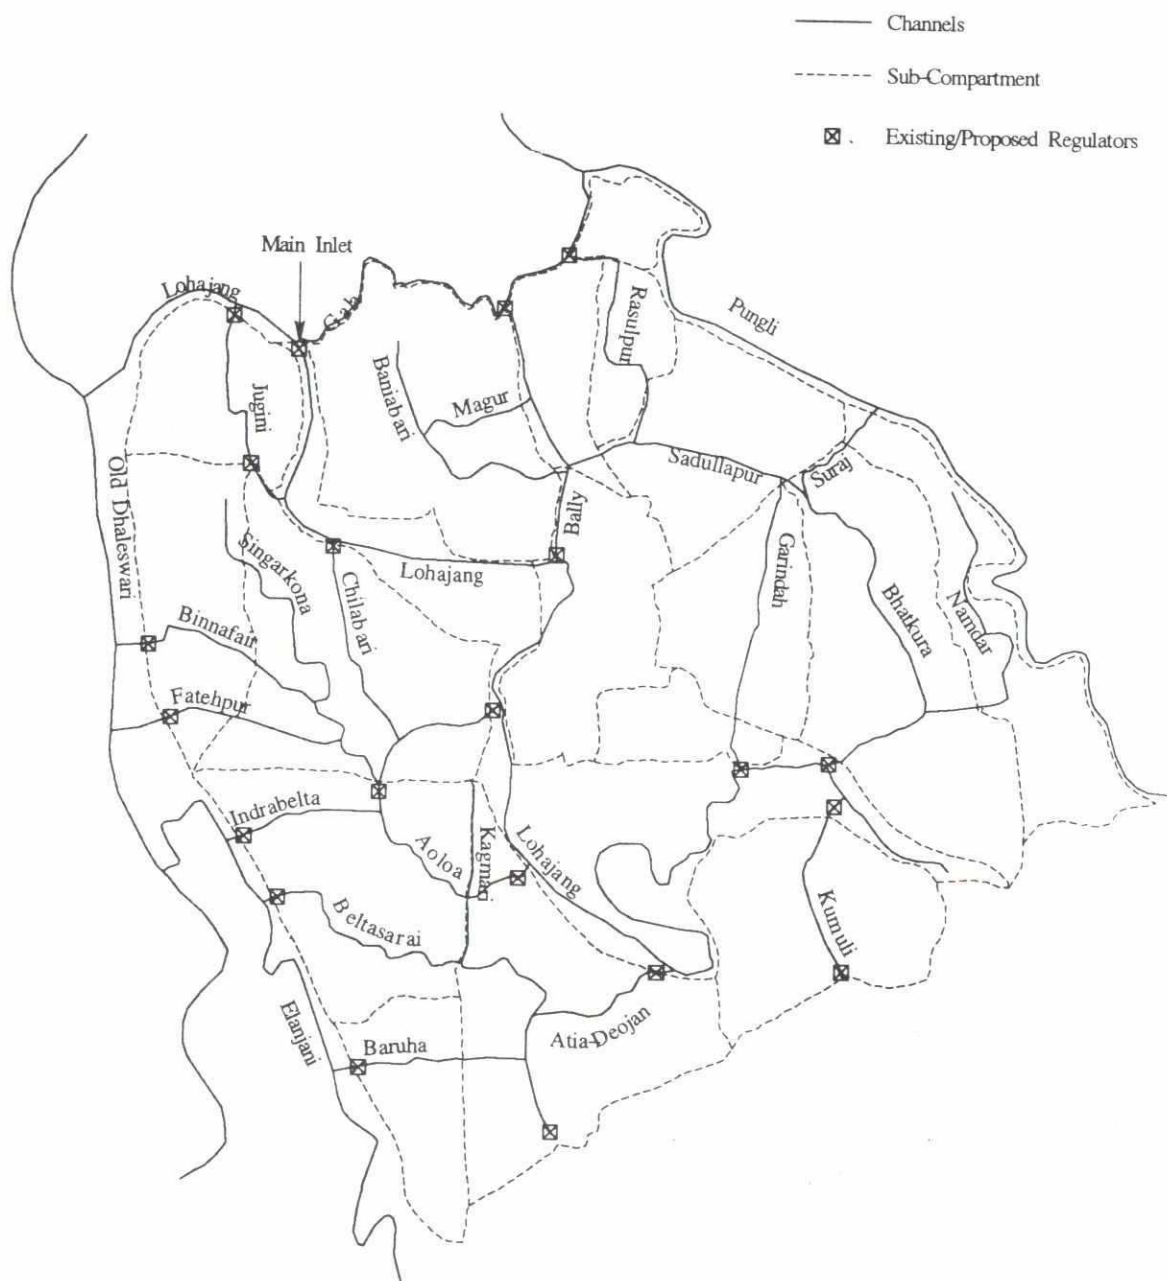 Channels
Sub-Compartment
Existing/Proposed Regulators
Main Inlet
Lohajang
Gala
Pungli
Rasulpur
Baniabari
Magur
Jugini
Sadullapur
Suraj
Old Dhaleswari
Bally
Singarkona
Lohajang
Garindah
Chilabari
Bhatkura
Namdar
Binnafair
Fatehpur
Indrabelta
Aoloa
Kagmari
Lohajang
Beltasarai
Kumuli
Elanjani
Atia-Deojan
Baruha